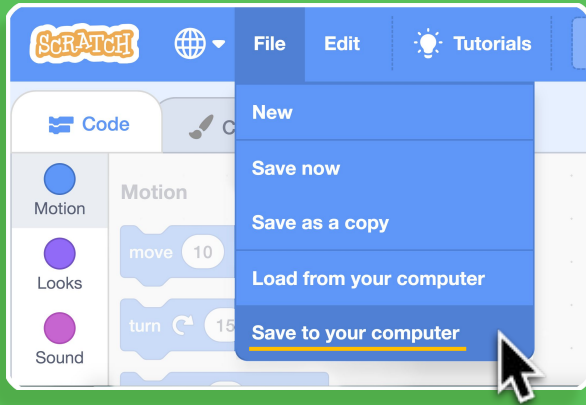 SCRATCH File Edit Tutorials
Code C
New
Save now
Save as a copy
Load from your computer
Save to your computer
Motion
Looks
Sound
Motion
move 10
turn 15